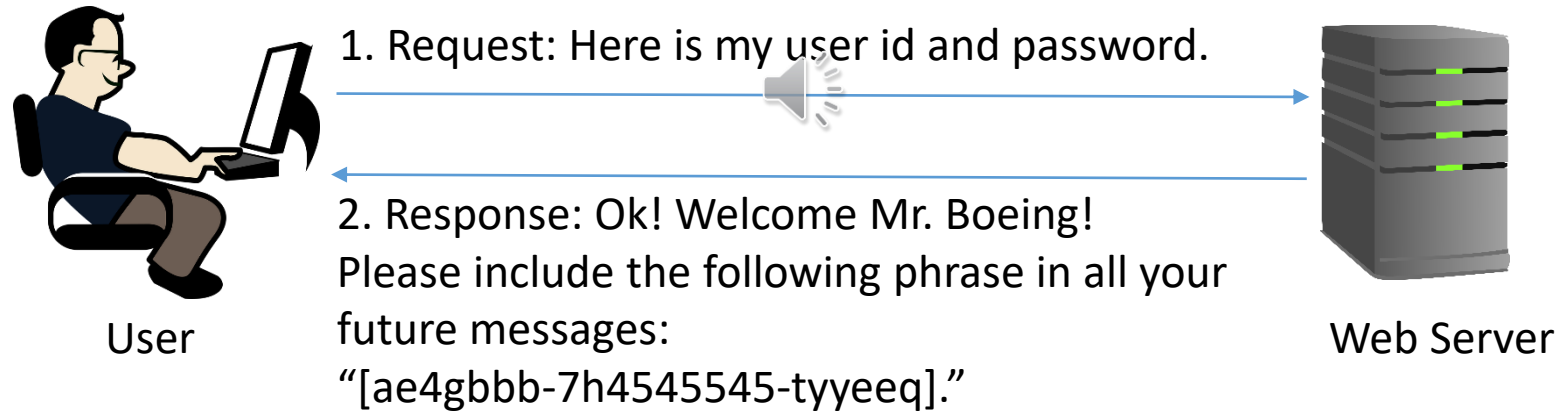 1. Request: Here is my user id and password.
2. Response: Ok! Welcome Mr. Boeing!
Please include the following phrase in all your
future messages:
“[ae4gbbb-7h4545545-tyyeeq].”
User
Web Server